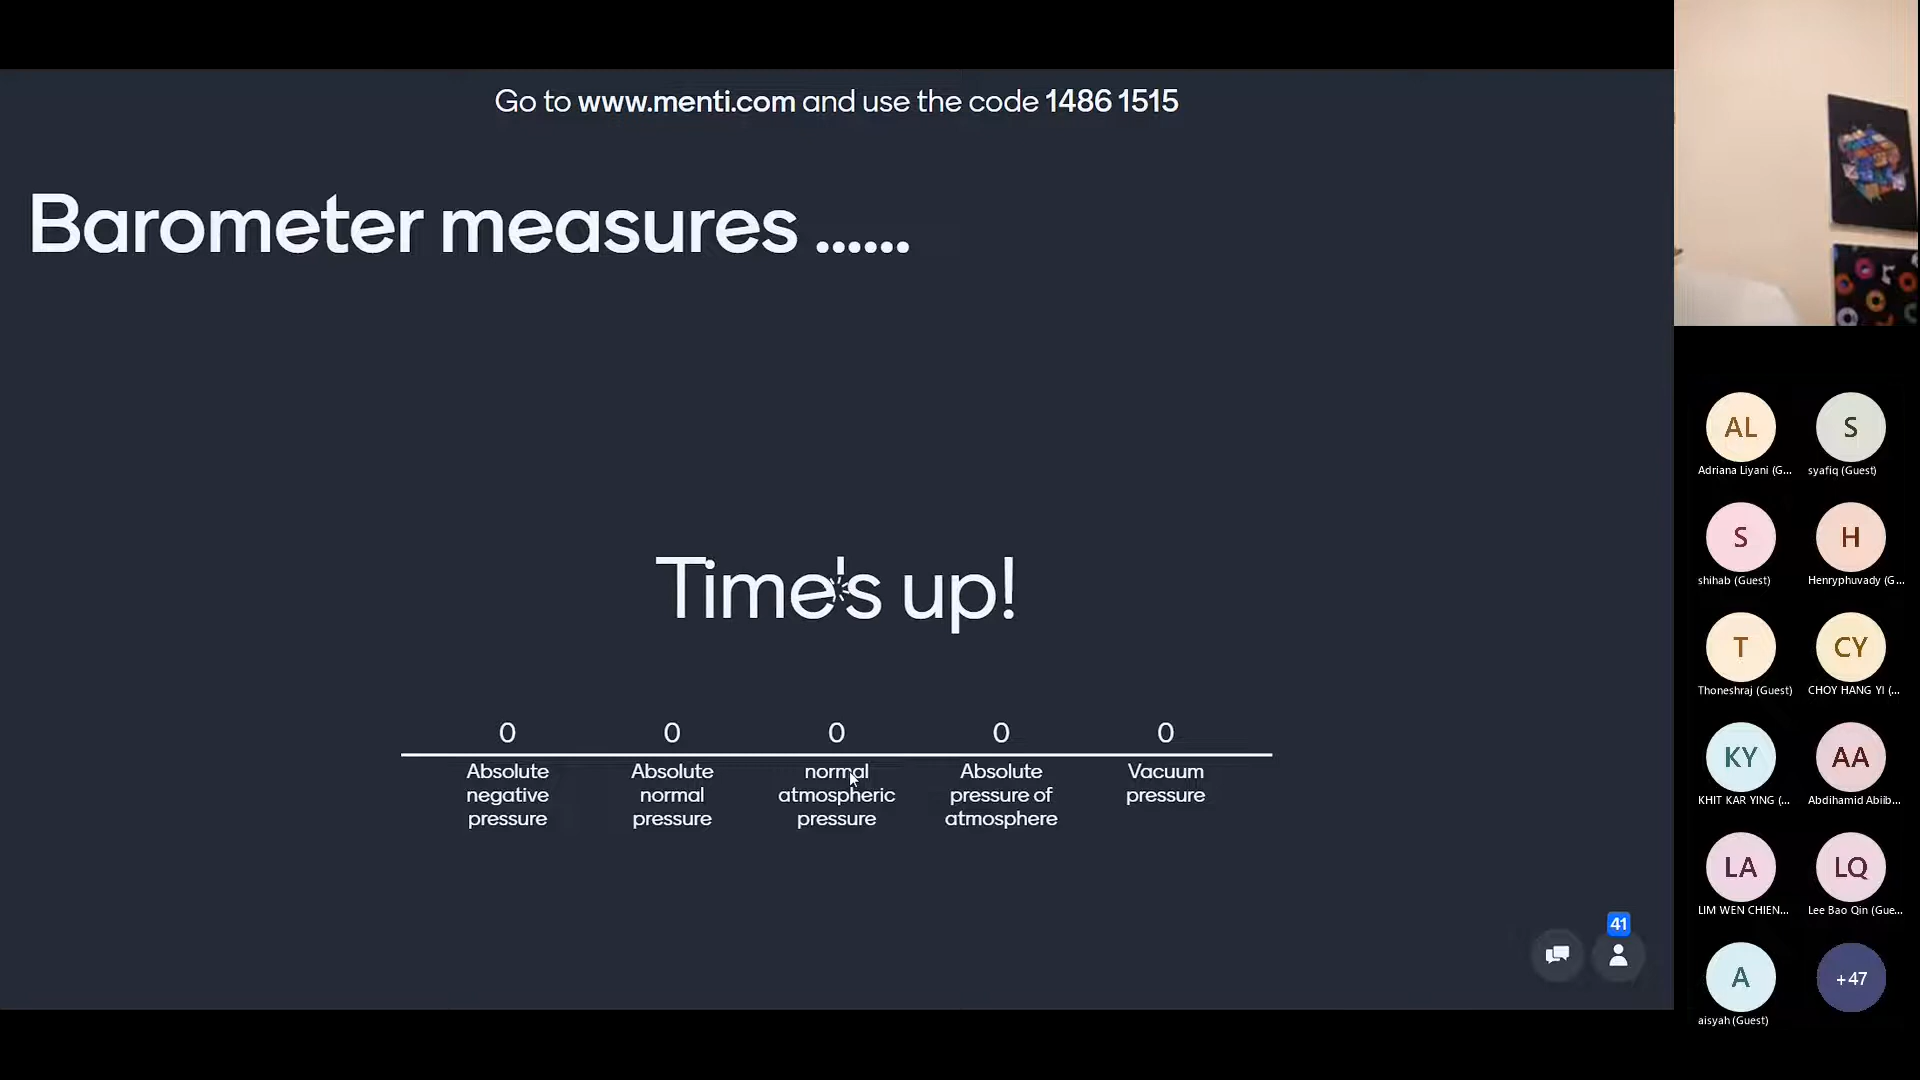 Go to www.menti.com and use the code 1486 1515
Barometer measures ......
Time's up!
0 0 0 0 0
Absolute negative pressure
Absolute normal pressure
normal atmospheric pressure
Absolute pressure of atmosphere
Vacuum pressure
41
AL
Adriana Liyani (G...
S
syafiq (Guest)
S
shihab (Guest)
H
Henryphuvady (G...
T
Thoneshraj (Guest)
CY
CHOY HANG YI (...
KY
KHIT KAR YING (...
AA
Abdihamid Abiib...
LA
LIM WEN CHIEN...
LQ
Lee Bao Qin (Gue...
A
aisyah (Guest)
+47